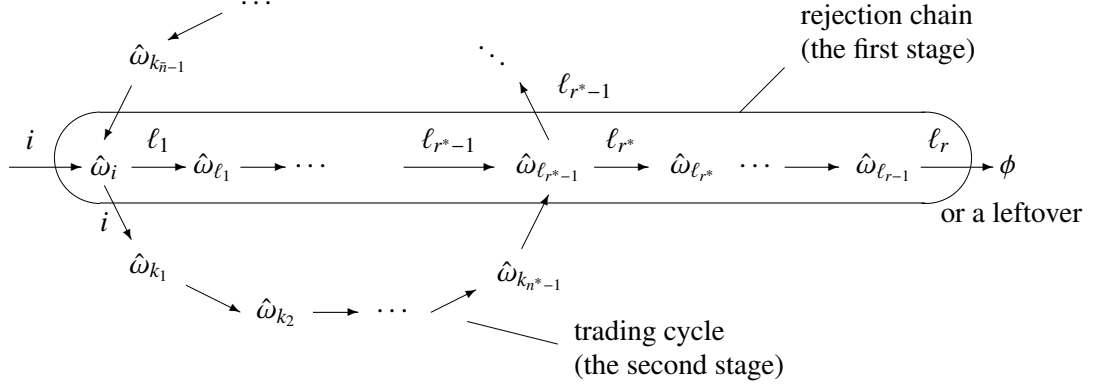 ⋯
rejection chain
(the first stage)
ω̂_{k_{n̄−1}}
⋱
ℓ_{r*−1}
i
ℓ_1
ℓ_{r*−1}
ℓ_{r*}
ℓ_r
ω̂_i
ω̂_{ℓ_1}
⋯
ω̂_{ℓ_{r*−1}}
ω̂_{ℓ_{r*}}
⋯
ω̂_{ℓ_{r−1}}
ϕ
i
or a leftover
ω̂_{k_1}
ω̂_{k_{n*−1}}
ω̂_{k_2}
⋯
trading cycle
(the second stage)